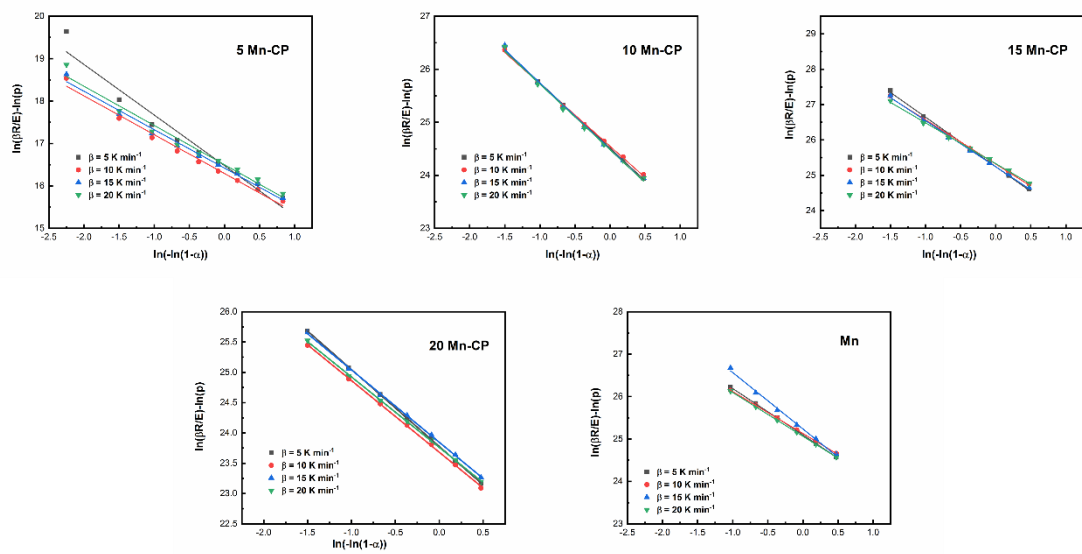 5 Mn-CP
ln(βR/E)-ln(p)
20
19
18
17
16
15
β = 5 K min⁻¹
β = 10 K min⁻¹
β = 15 K min⁻¹
β = 20 K min⁻¹
-2.5 -2.0 -1.5 -1.0 -0.5 0.0 0.5 1.0
ln(-ln(1-α))
10 Mn-CP
ln(βR/E)-ln(p)
27
26
25
24
23
β = 5 K min⁻¹
β = 10 K min⁻¹
β = 15 K min⁻¹
β = 20 K min⁻¹
-2.5 -2.0 -1.5 -1.0 -0.5 0.0 0.5 1.0
ln(-ln(1-α))
15 Mn-CP
ln(βR/E)-ln(p)
29
28
27
26
25
24
β = 5 K min⁻¹
β = 10 K min⁻¹
β = 15 K min⁻¹
β = 20 K min⁻¹
-2.5 -2.0 -1.5 -1.0 -0.5 0.0 0.5 1.0
ln(-ln(1-α))
20 Mn-CP
ln(βR/E)-ln(p)
26.0
25.5
25.0
24.5
24.0
23.5
23.0
22.5
β = 5 K min⁻¹
β = 10 K min⁻¹
β = 15 K min⁻¹
β = 20 K min⁻¹
-2.0 -1.5 -1.0 -0.5 0.0 0.5
ln(-ln(1-α))
Mn
ln(βR/E)-ln(p)
28
27
26
25
24
23
β = 5 K min⁻¹
β = 10 K min⁻¹
β = 15 K min⁻¹
β = 20 K min⁻¹
-2.5 -2.0 -1.5 -1.0 -0.5 0.0 0.5 1.0
ln(-ln(1-α))